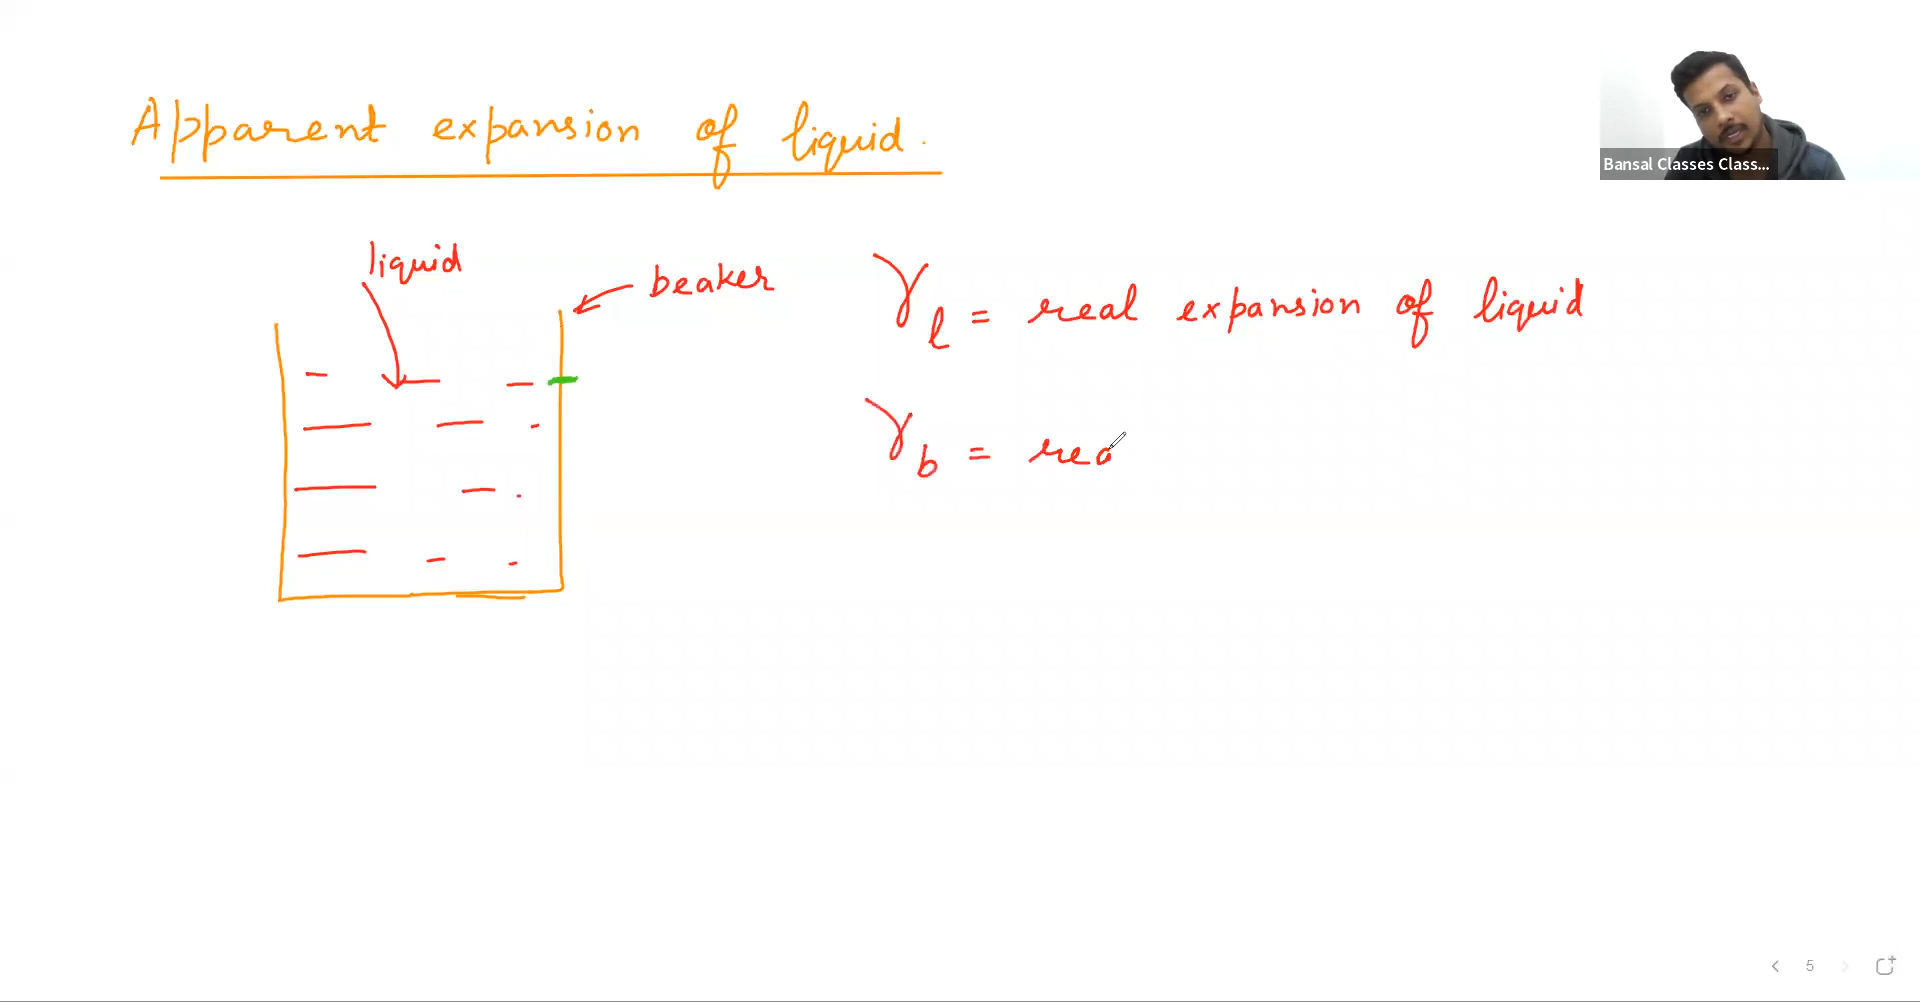 Apparent expansion of liquid.
Bansal Classes Class...
liquid
beaker
γl = real expansion of liquid
γb = rea
5